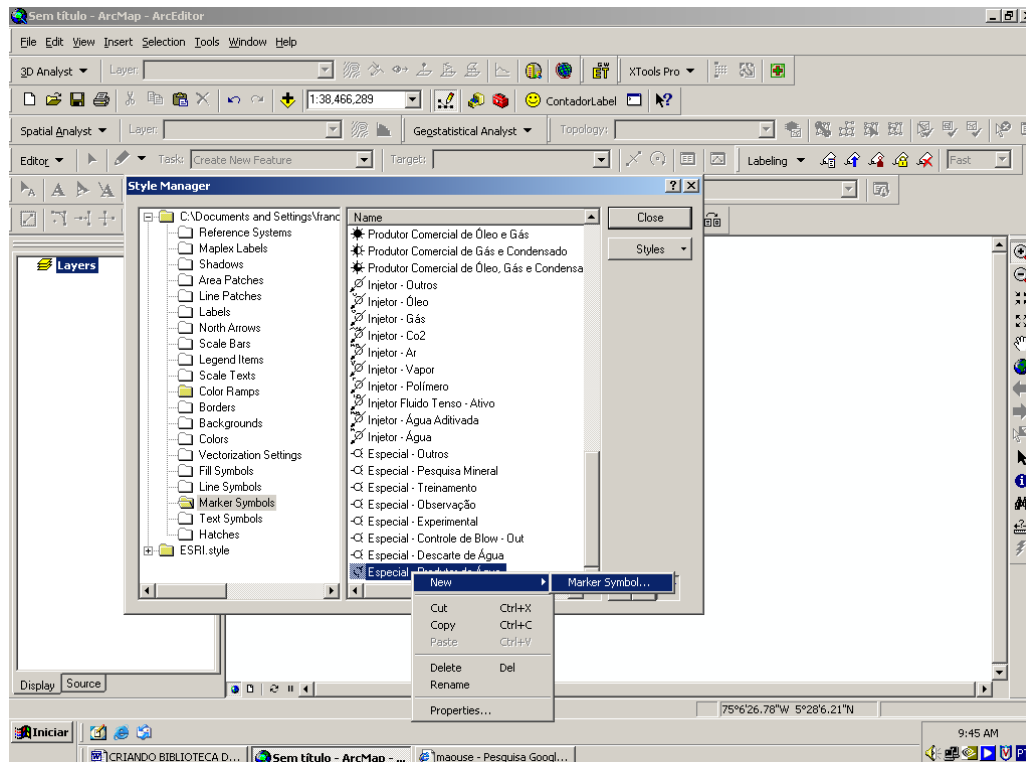 Sem título - ArcMap - ArcEditor
File Edit View Insert Selection Tools Window Help
3D Analyst Layer: XTools Pro
1:38,466,289 ContadorLabel
Spatial Analyst Layer: Geostatistical Analyst Topology:
Editor Task: Create New Feature Target: Labeling Fast
Style Manager
Layers
C:\Documents and Settings\franc
Reference Systems
Maplex Labels
Shadows
Area Patches
Line Patches
Labels
North Arrows
Scale Bars
Legend Items
Scale Texts
Color Ramps
Borders
Backgrounds
Colors
Vectorization Settings
Fill Symbols
Line Symbols
Marker Symbols
Text Symbols
Hatches
ESRI.style
Name
Produtor Comercial de Óleo e Gás
Produtor Comercial de Gás e Condensado
Produtor Comercial de Óleo, Gás e Condensa
Injetor - Outros
Injetor - Óleo
Injetor - Gás
Injetor - Co2
Injetor - Ar
Injetor - Vapor
Injetor - Polímero
Injetor Fluido Tenso - Ativo
Injetor - Água Aditivada
Injetor - Água
Especial - Outros
Especial - Pesquisa Mineral
Especial - Treinamento
Especial - Observação
Especial - Experimental
Especial - Controle de Blow - Out
Especial - Descarte de Água
Especial - Produtor de Água
Close
Styles
New Marker Symbol...
Cut Ctrl+X
Copy Ctrl+C
Paste Ctrl+V
Delete Del
Rename
Properties...
Display Source
75°6'26.78"W 5°28'6.21"N
Iniciar
9:45 AM
CRIANDO BIBLIOTECA D... Sem título - ArcMap - ... maouse - Pesquisa Googl...
PT